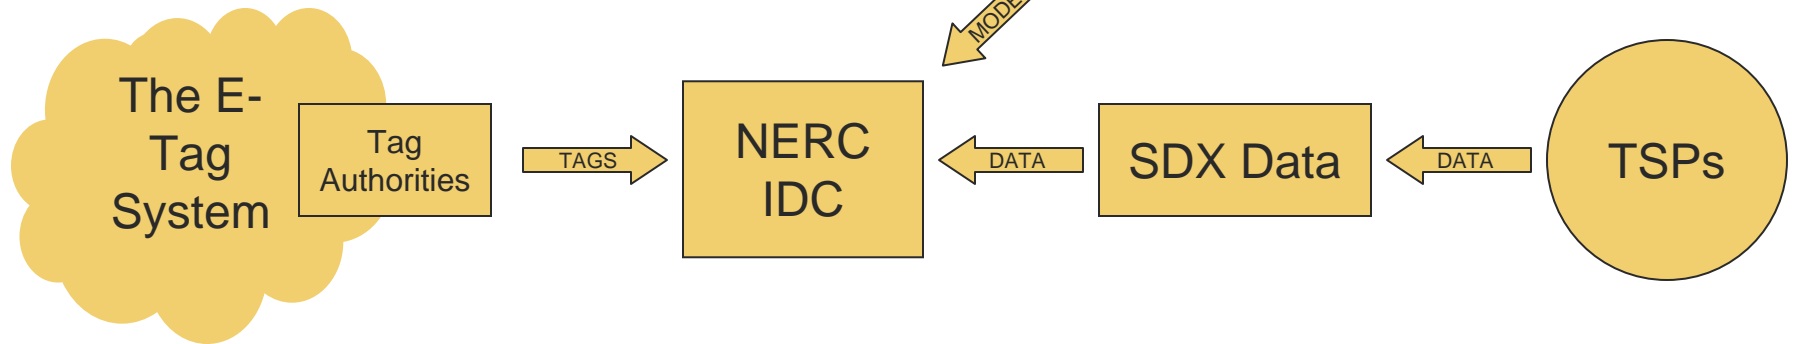 The E-
Tag
System
Tag
Authorities
TAGS
NERC
IDC
DATA
SDX Data
DATA
TSPs